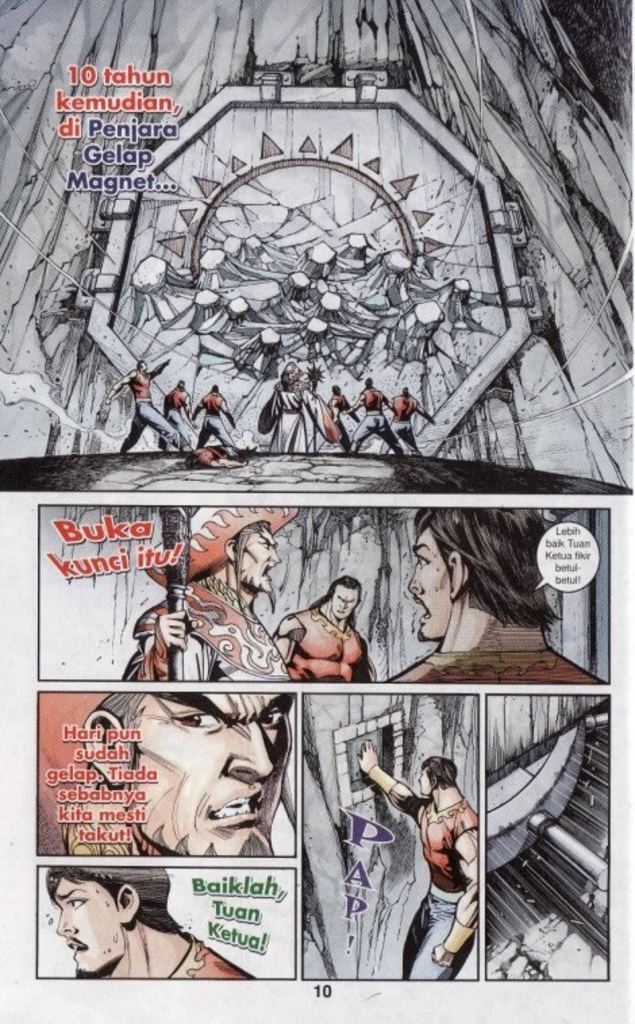 10 tahun
kemudian,
di Penjara
Gelap
Magnet...
Buka
kunci itu!
Lebih
baik Tuan
Ketua fikir
betul-
betul!
Hari pun
sudah
gelap. Tiada
sebabnya
kita mesti
takut!
Baiklah,
Tuan
Ketua!
PAP!
10